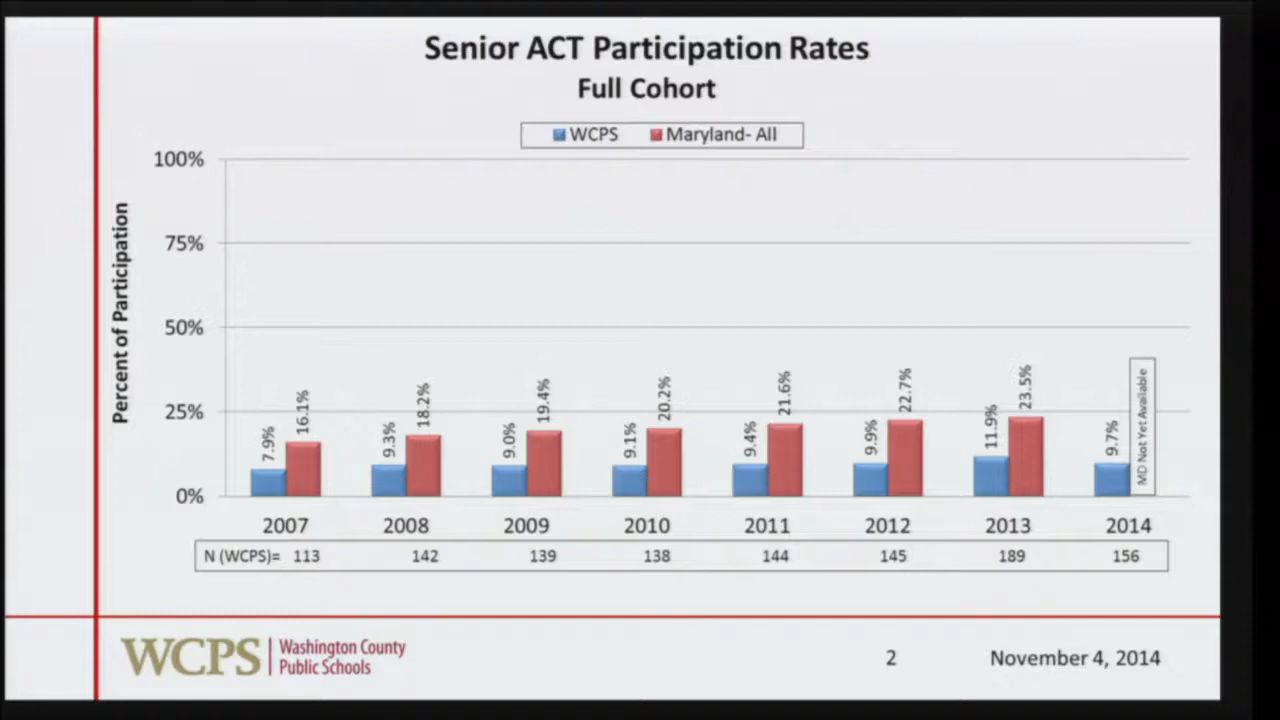 Senior ACT Participation Rates
Full Cohort
WCPS Maryland- All
Percent of Participation
100%
75%
50%
25%
0%
7.9% 16.1% 9.3% 18.2% 9.0% 19.4% 9.1% 20.2% 9.4% 21.6% 9.9% 22.7% 11.9% 23.5% 9.7% MD Not Yet Available
2007 2008 2009 2010 2011 2012 2013 2014
N (WCPS)= 113 142 139 138 144 145 189 156
WCPS
Washington County
Public Schools
2
November 4, 2014